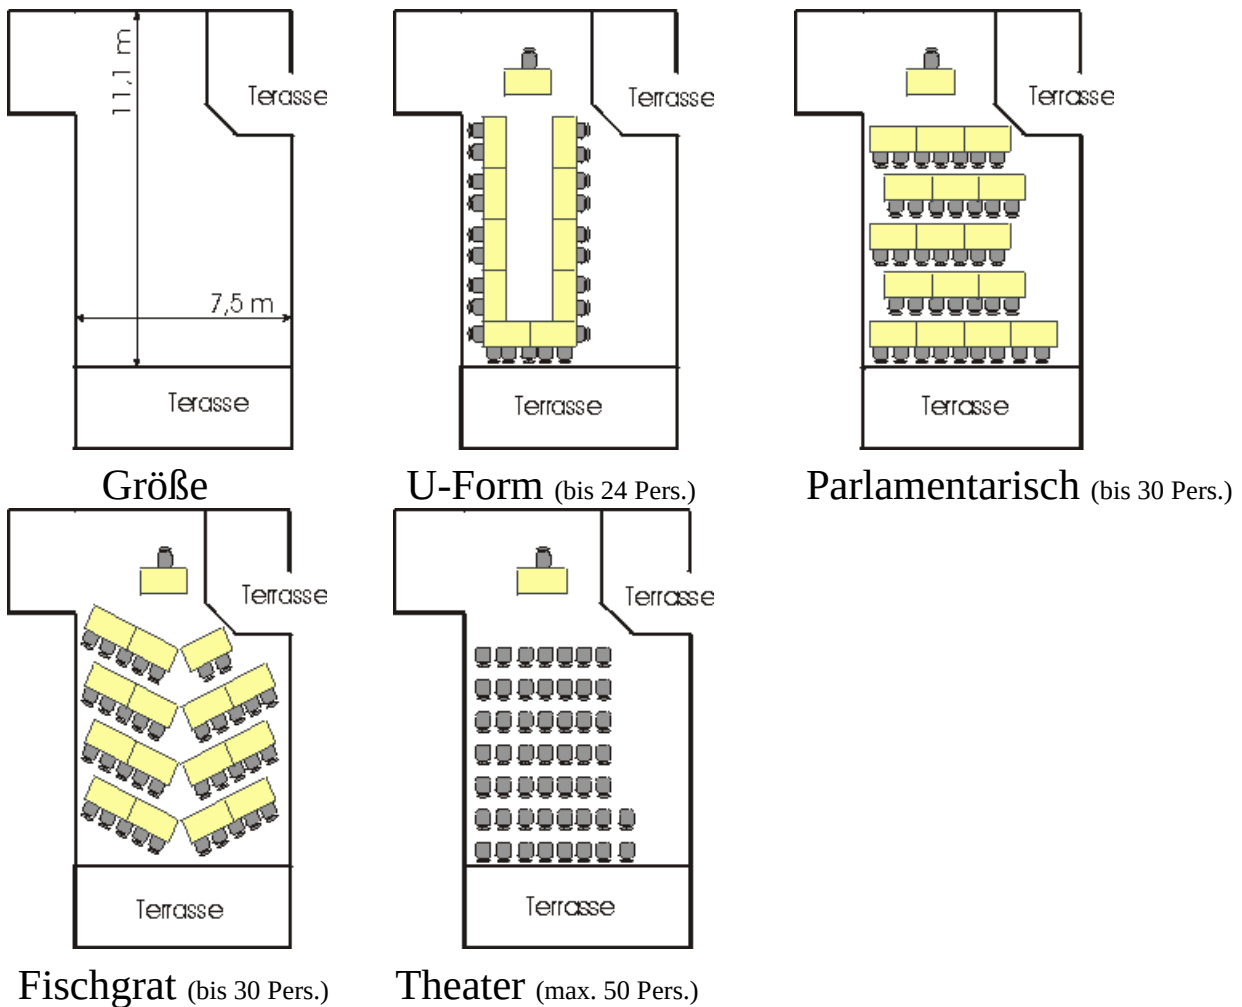 11,1 m
Terasse
7,5 m
Terasse
Größe
Terrasse
Terrasse
U-Form (bis 24 Pers.)
Terrasse
Terrasse
Parlamentarisch (bis 30 Pers.)
Terrasse
Terrasse
Fischgrat (bis 30 Pers.)
Terrasse
Terrasse
Theater (max. 50 Pers.)